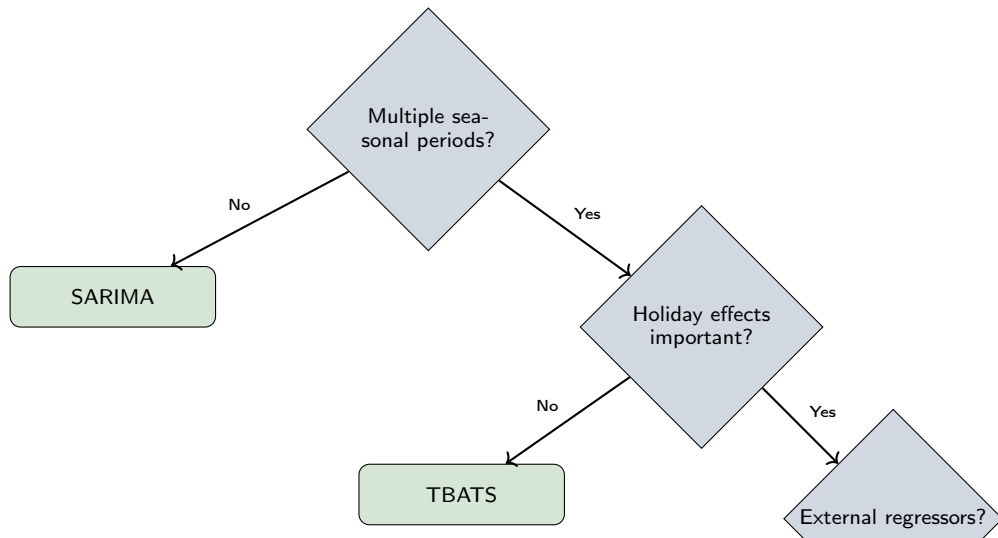 Multiple sea-
sonal periods?
No
Yes
SARIMA
Holiday effects
important?
No
Yes
TBATS
External regressors?